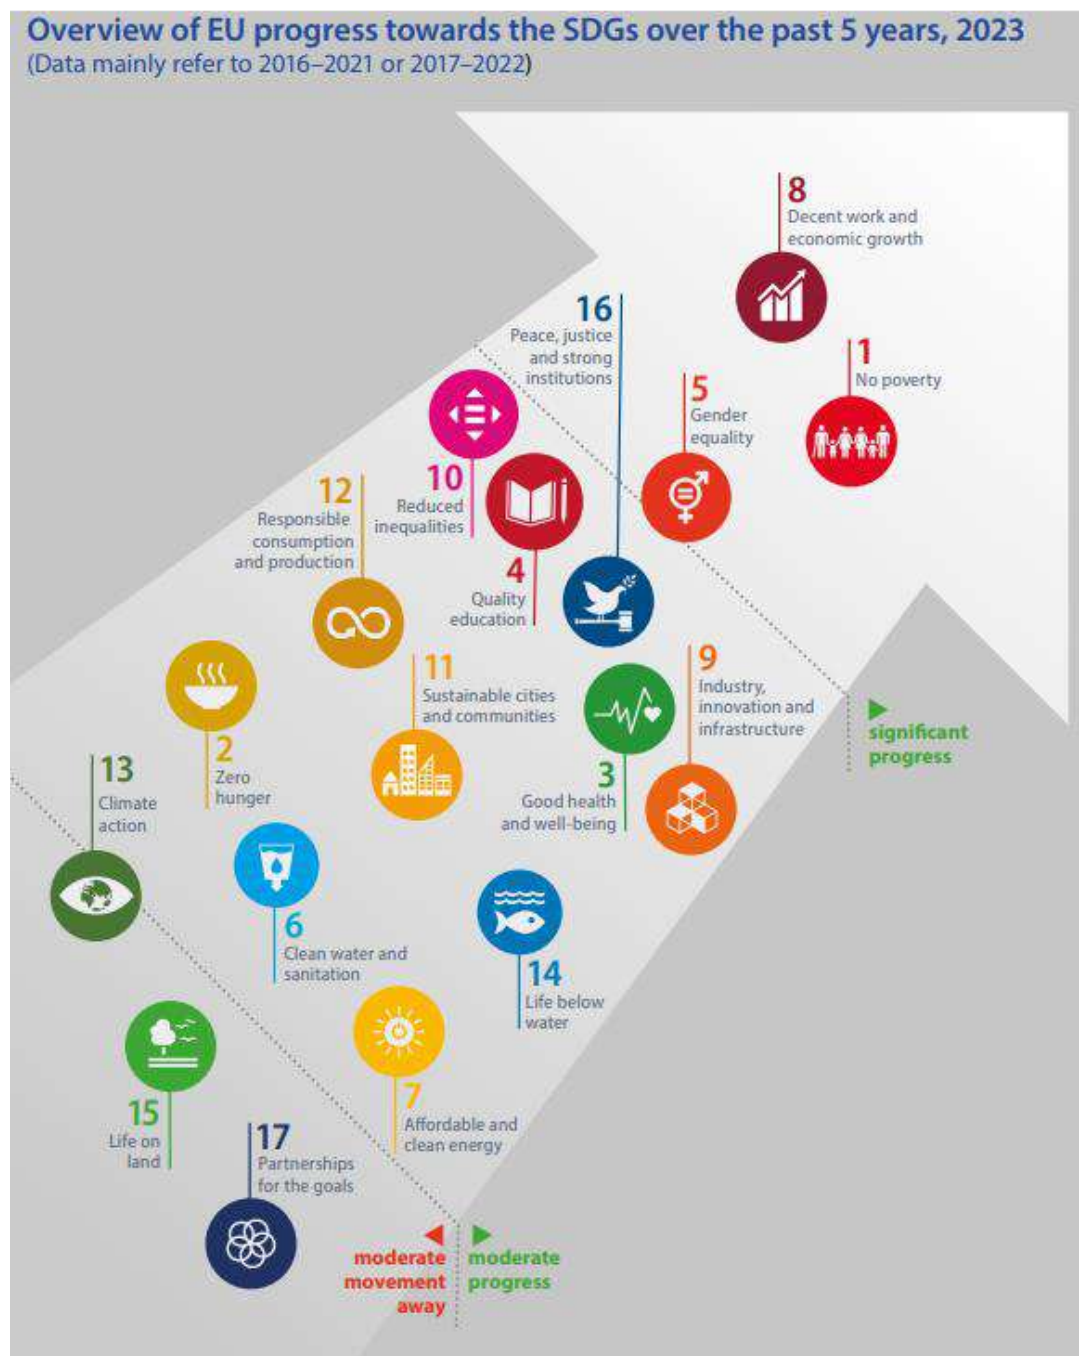 Overview of EU progress towards the SDGs over the past 5 years, 2023
(Data mainly refer to 2016–2021 or 2017–2022)
8
Decent work and
economic growth
16
Peace, justice
and strong
institutions
1
No poverty
5
Gender
equality
10
Reduced
inequalities
12
Responsible
consumption
and production
4
Quality
education
11
Sustainable cities
and communities
9
Industry,
innovation and
infrastructure
significant
progress
2
Zero
hunger
13
Climate
action
3
Good health
and well-being
6
Clean water and
sanitation
14
Life below
water
7
Affordable and
clean energy
15
Life on
land
17
Partnerships
for the goals
moderate
movement
away
moderate
progress